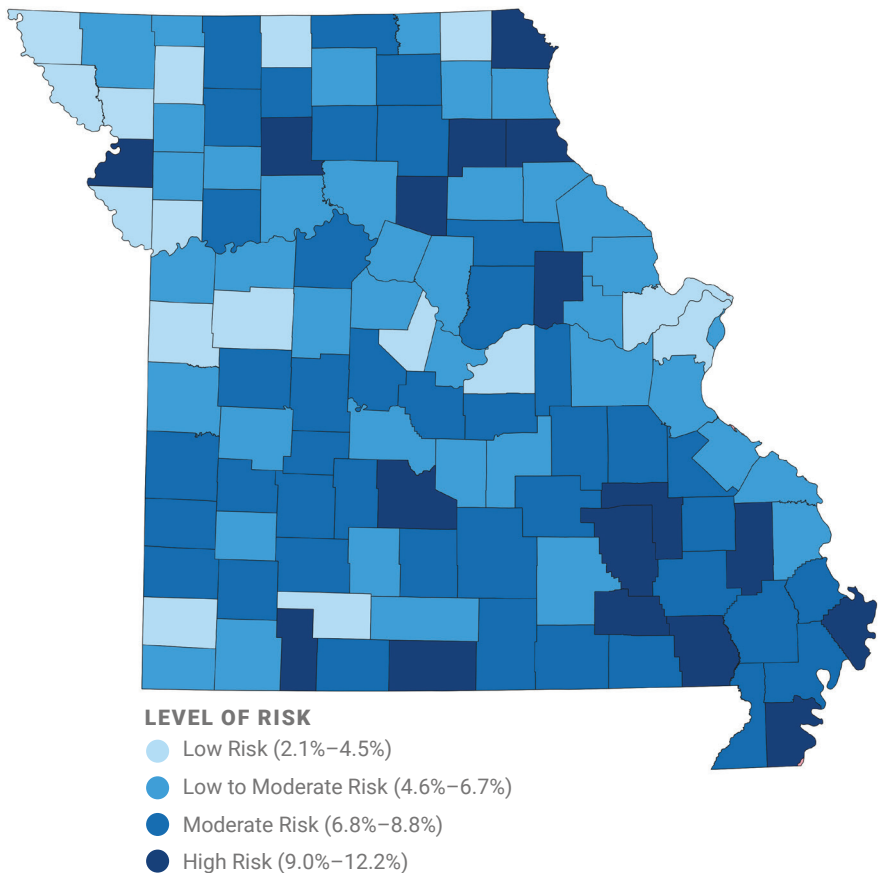 LEVEL OF RISK
Low Risk (2.1%–4.5%)
Low to Moderate Risk (4.6%–6.7%)
Moderate Risk (6.8%–8.8%)
High Risk (9.0%–12.2%)